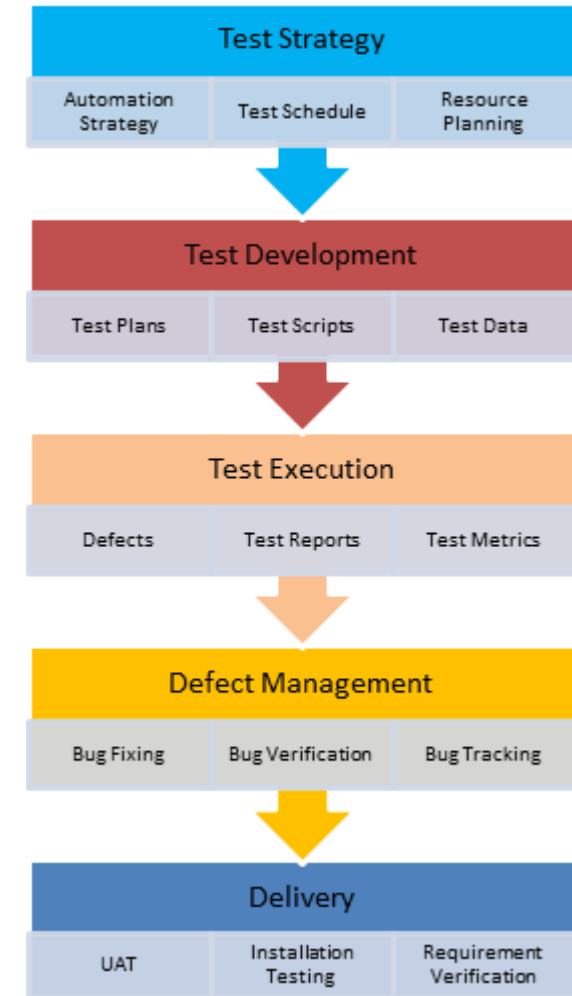 Test Strategy
Automation
Strategy
Test Schedule
Resource
Planning
Test Development
Test Plans
Test Scripts
Test Data
Test Execution
Defects
Test Reports
Test Metrics
Defect Management
Bug Fixing
Bug Verification
Bug Tracking
Delivery
UAT
Installation
Testing
Requirement
Verification